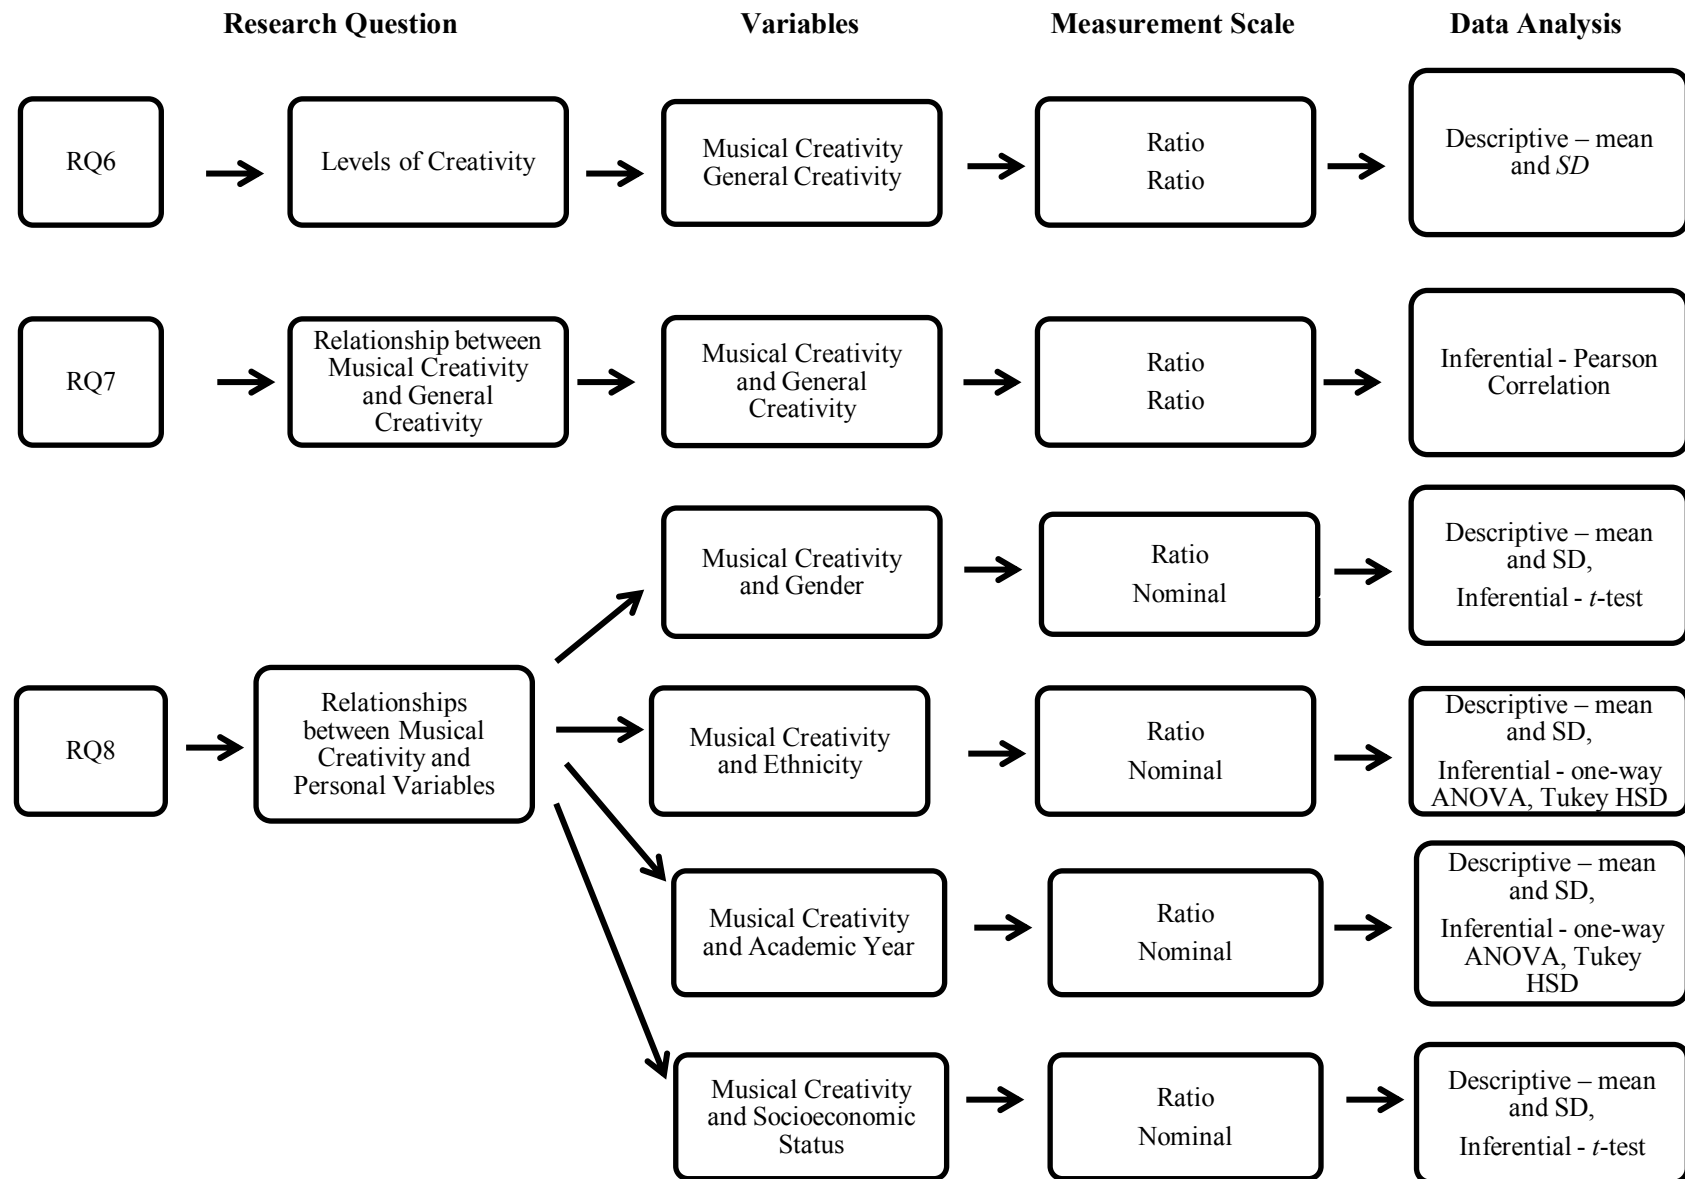 Research Question
Variables
Measurement Scale
Data Analysis
RQ6
Levels of Creativity
Musical Creativity
General Creativity
Ratio
Ratio
Descriptive – mean
and SD
RQ7
Relationship between
Musical Creativity
and General
Creativity
Musical Creativity
and General
Creativity
Ratio
Ratio
Inferential - Pearson
Correlation
Musical Creativity
and Gender
Ratio
Nominal
Descriptive – mean
and SD,
Inferential - t-test
RQ8
Relationships
between Musical
Creativity and
Personal Variables
Musical Creativity
and Ethnicity
Ratio
Nominal
Descriptive – mean
and SD,
Inferential - one-way
ANOVA, Tukey HSD
Musical Creativity
and Academic Year
Ratio
Nominal
Descriptive – mean
and SD,
Inferential - one-way
ANOVA, Tukey
HSD
Musical Creativity
and Socioeconomic
Status
Ratio
Nominal
Descriptive – mean
and SD,
Inferential - t-test